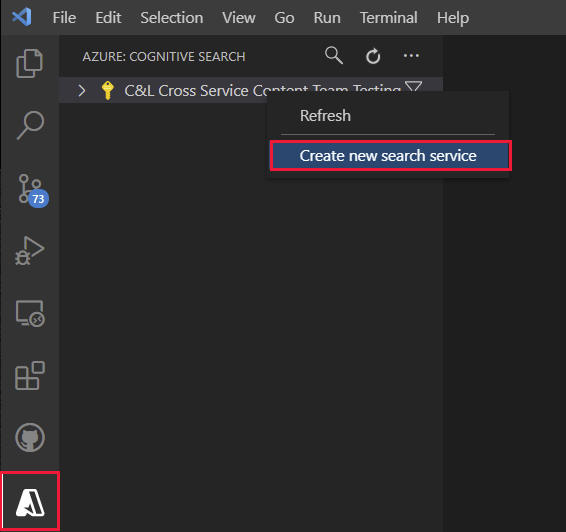 File Edit Selection View Go Run Terminal
AZURE: COGNITIVE SEARCH
C&L Cross Service Content Team Testing
Refresh
Create new search service
73